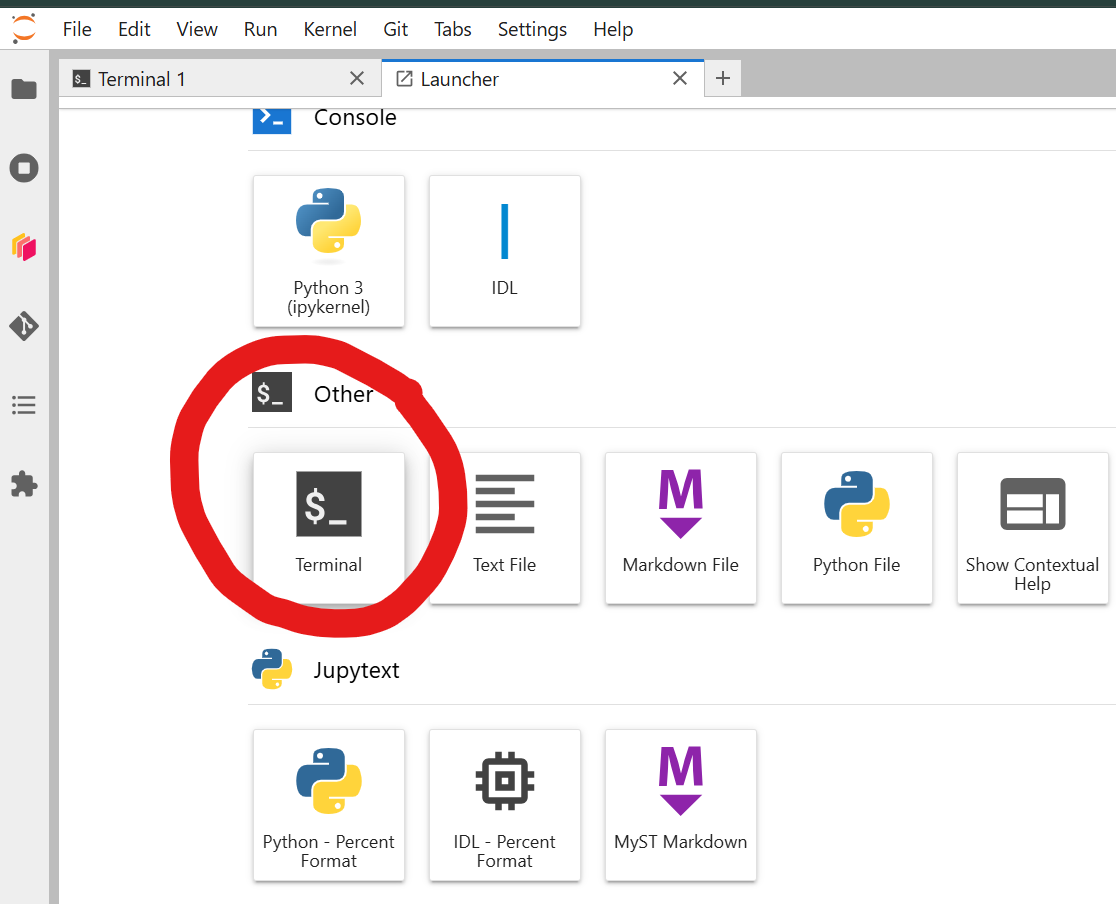 File Edit View Run Kernel Git Tabs Settings Help
$_ Terminal 1
Launcher
Console
Python 3
(ipykernel)
IDL
$_ Other
$_
Terminal
Text File
M
Markdown File
Python File
Show Contextual
Help
Jupytext
Python - Percent
Format
IDL - Percent
Format
M
MyST Markdown